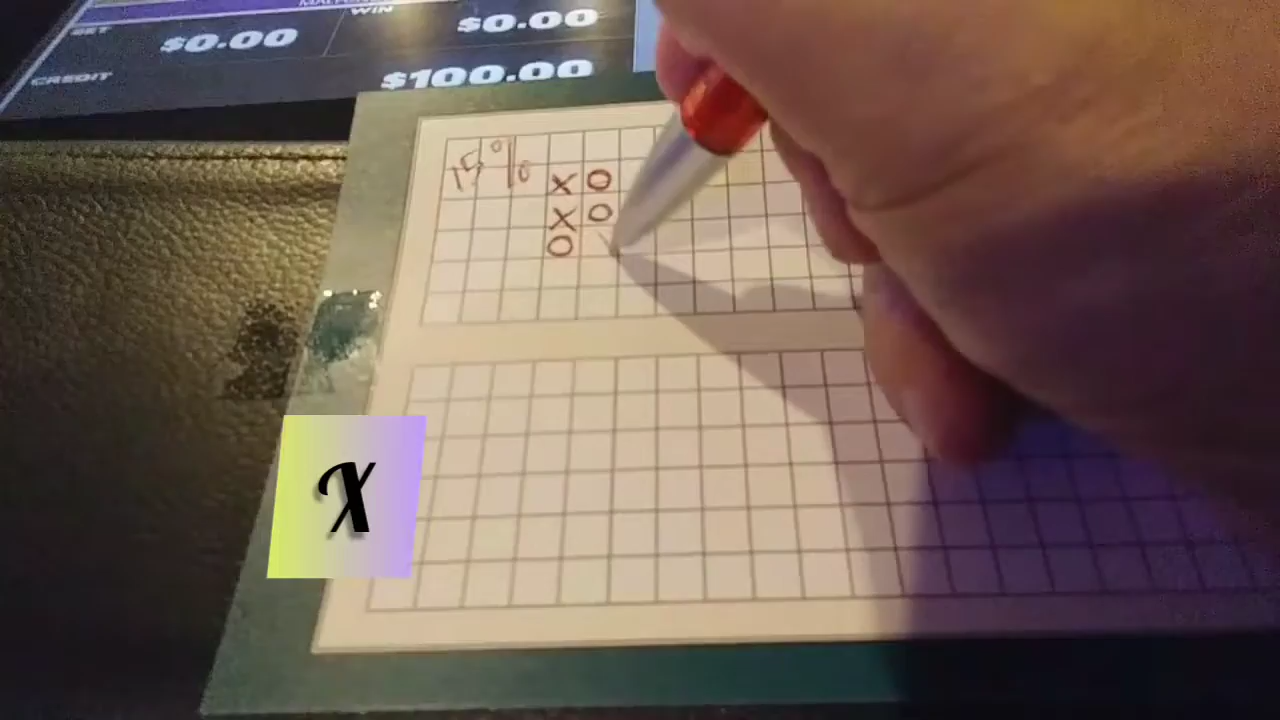 WIN
BET $0.00 $0.00
CREDIT $100.00
15%
X O
X O
O
X